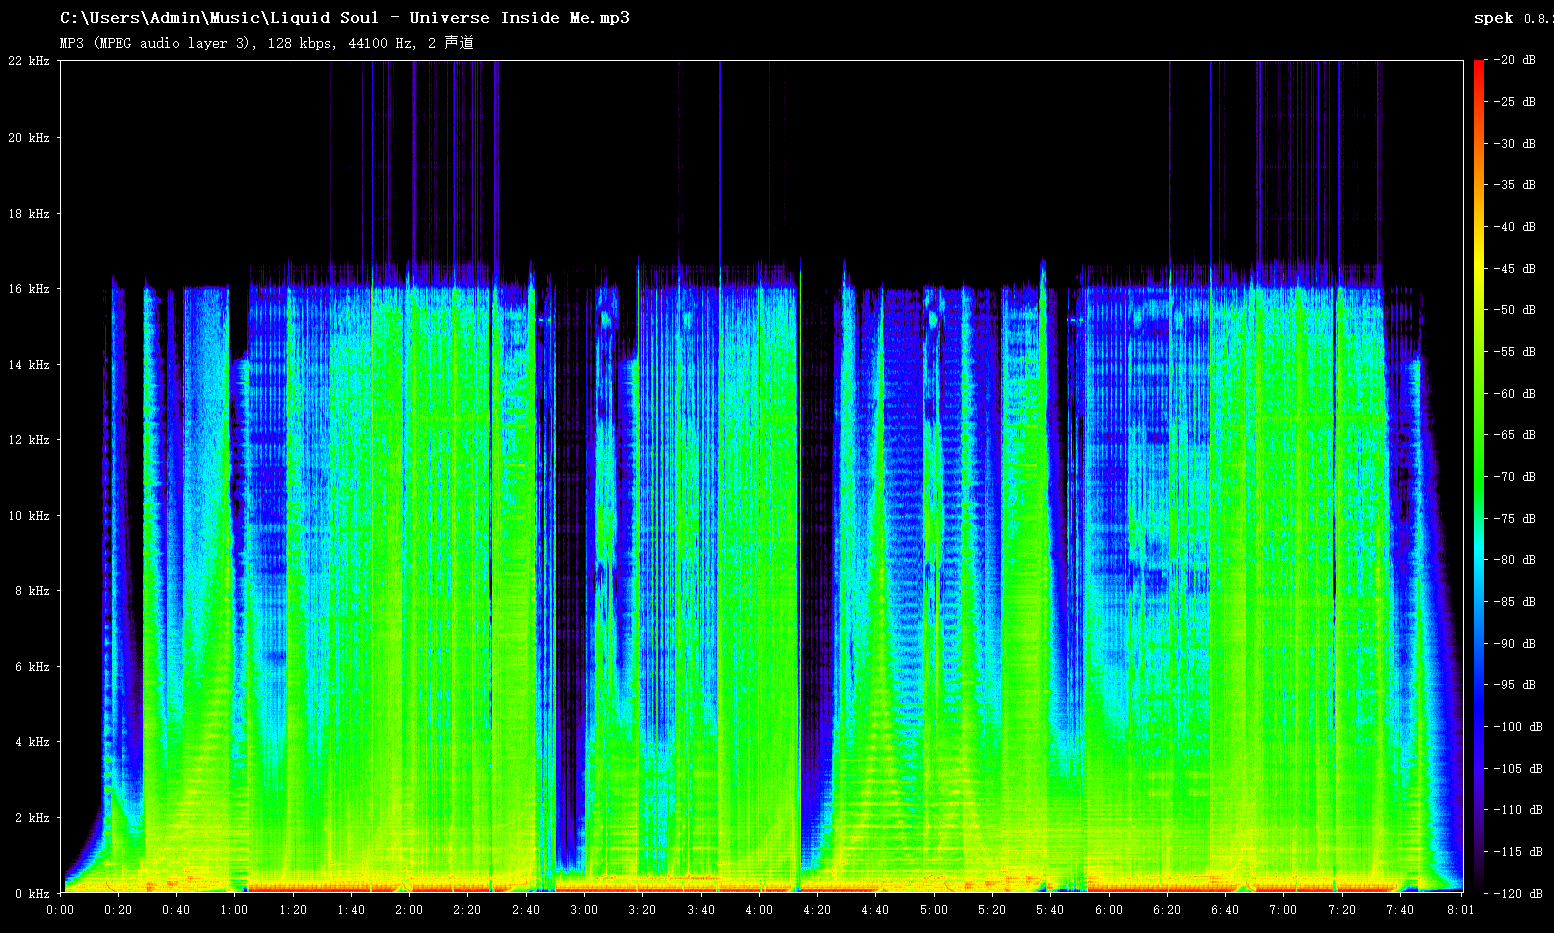 C:\Users\Admin\Music\Liquid Soul - Universe Inside Me.mp3
spek 0.8.
MP3 (MPEG audio layer 3), 128 kbps, 44100 Hz, 2 声道
22 kHz
20 kHz
18 kHz
16 kHz
14 kHz
12 kHz
10 kHz
8 kHz
6 kHz
4 kHz
2 kHz
0 kHz
-20 dB
-25 dB
-30 dB
-35 dB
-40 dB
-45 dB
-50 dB
-55 dB
-60 dB
-65 dB
-70 dB
-75 dB
-80 dB
-85 dB
-90 dB
-95 dB
-100 dB
-105 dB
-110 dB
-115 dB
-120 dB
0:00 0:20 0:40 1:00 1:20 1:40 2:00 2:20 2:40 3:00 3:20 3:40 4:00 4:20 4:40 5:00 5:20 5:40 6:00 6:20 6:40 7:00 7:20 7:40 8:01